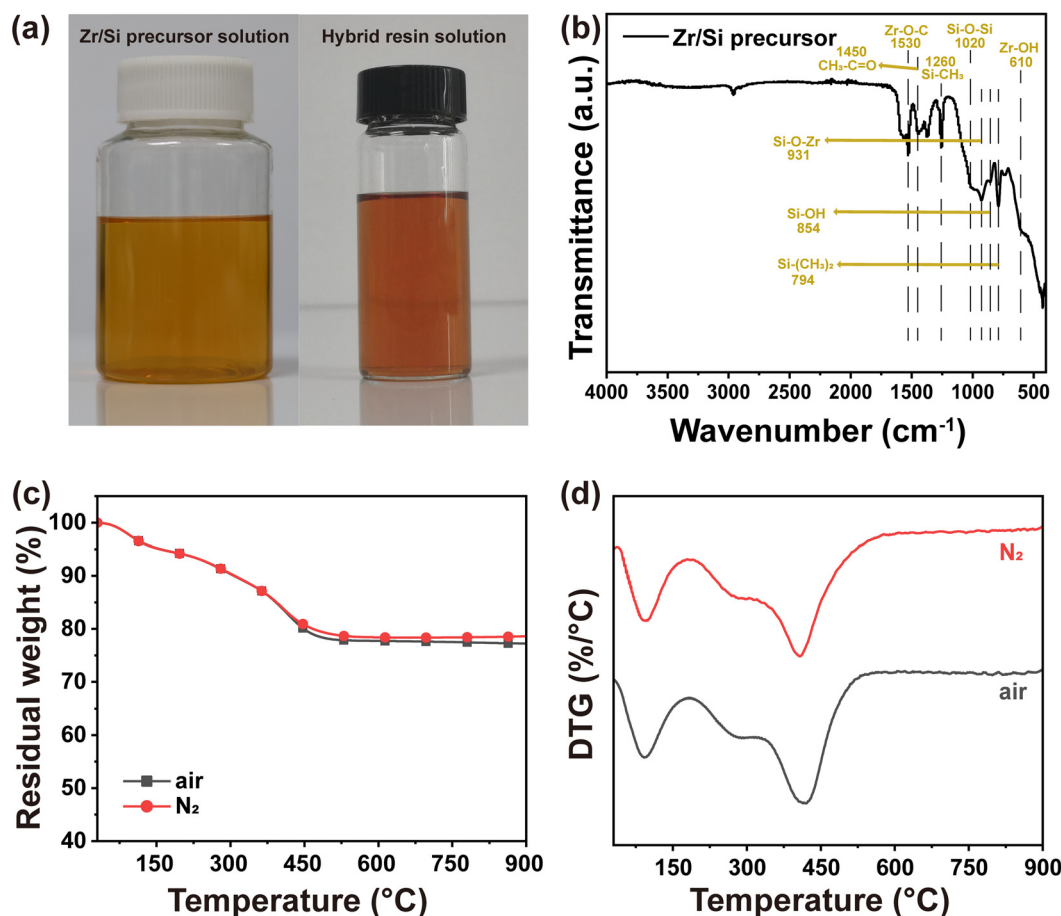 (a)
Zr/Si precursor solution
Hybrid resin solution
(b)
Zr/Si precursor
Zr-O-C
1530
Si-O-Si
1020
1450
CH₃-C=O
1260
Si-CH₃
Zr-OH
610
Si-O-Zr
931
Si-OH
854
Si-(CH₃)₂
794
Transmittance (a.u.)
4000 3500 3000 2500 2000 1500 1000 500
Wavenumber (cm⁻¹)
(c)
Residual weight (%)
100
90
80
70
60
50
40
air
N₂
150 300 450 600 750 900
Temperature (°C)
(d)
DTG (%/°C)
N₂
air
150 300 450 600 750 900
Temperature (°C)